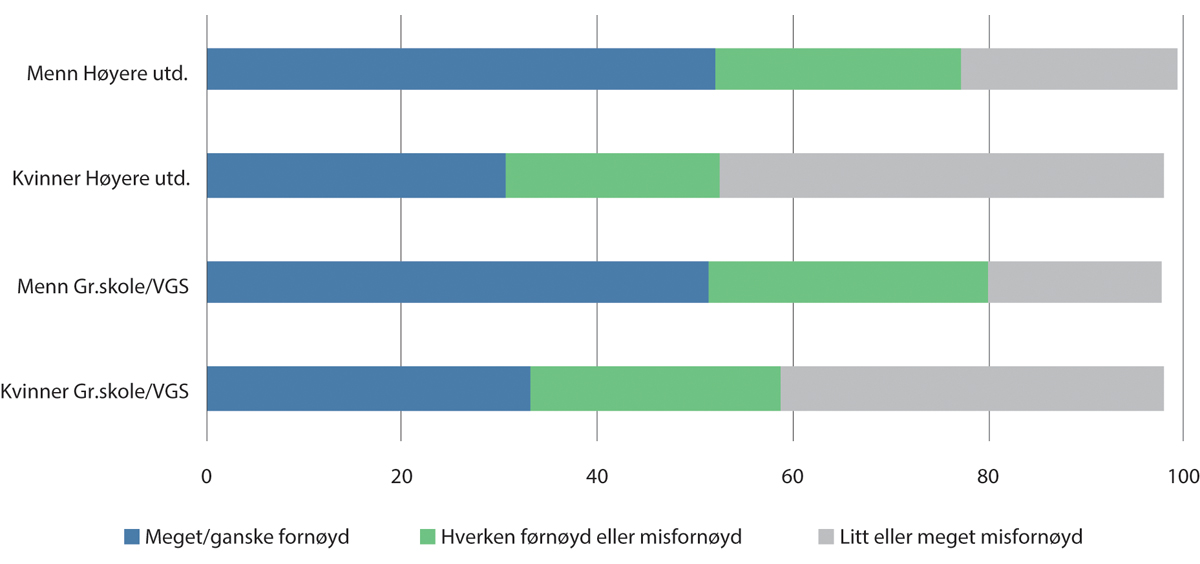 Menn Høyere utd.
Kvinner Høyere utd.
Menn Gr.skole/VGS
Kvinner Gr.skole/VGS
0 20 40 60 80 100
Meget/ganske fornøyd Hverken førnøyd eller misfornøyd Litt eller meget misfornøyd